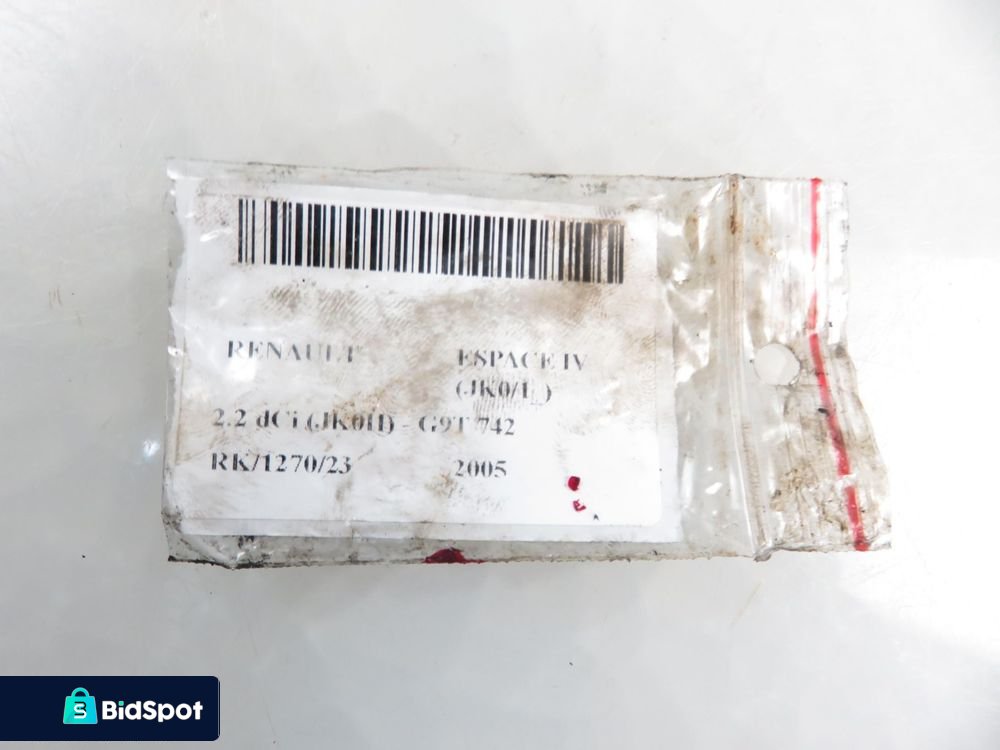 RENAULT
ESPACE IV
(JK0/1_)
2.2 dCi (JK0H) - G9T 742
RK/1270/23
2005
BidSpot